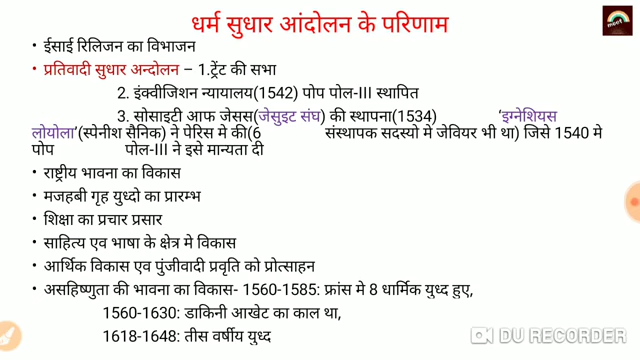 धर्म सुधार आंदोलन के परिणाम
• ईसाई रिलिजन का विभाजन
• प्रतिवादी सुधार अन्दोलन – 1.ट्रेंट की सभा
2. इंक्वीजिशन न्यायालय(1542) पोप पोल-III स्थापित
3. सोसाइटी आफ जेसस(जेसुइट संघ) की स्थापना(1534) 'इग्नेशियस
लोयोला'(स्पेनीश सैनिक) ने पेरिस मे की(6 संस्थापक सदस्यो मे जेवियर भी था) जिसे 1540 मे
पोप पोल-III ने इसे मान्यता दी
• राष्ट्रीय भावना का विकास
• मजहबी गृह युध्दो का प्रारम्भ
• शिक्षा का प्रचार प्रसार
• साहित्य एव भाषा के क्षेत्र मे विकास
• आर्थिक विकास एव पुंजीवादी प्रवृति को प्रोत्साहन
• असहिष्णुता की भावना का विकास- 1560-1585: फ्रांस मे 8 धार्मिक युध्द हुए,
1560-1630: डाकिनी आखेट का काल था,
1618-1648: तीस वर्षीय युध्द
DU RECORDER